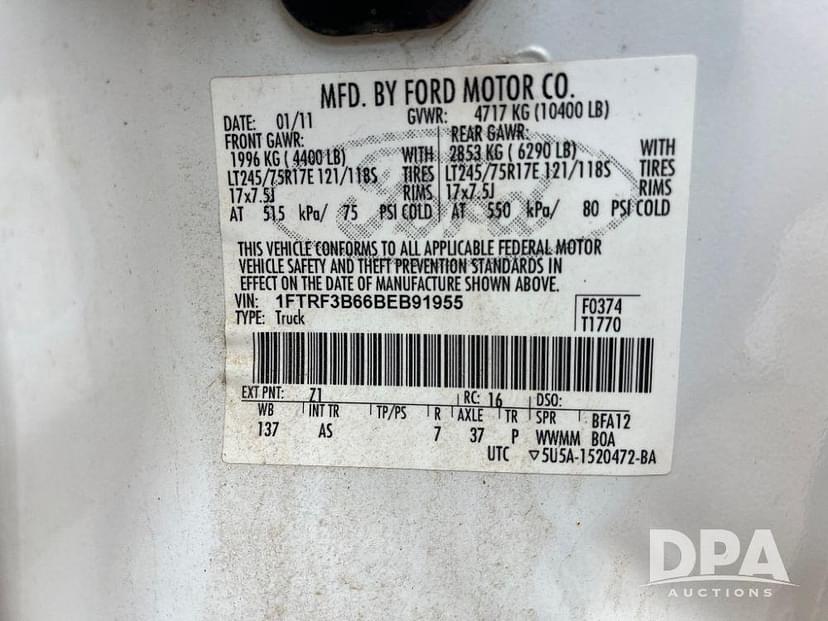 MFD. BY FORD MOTOR CO.
DATE: 01/11 GVWR: 4717 KG (10400 LB)
FRONT GAWR: REAR GAWR:
1996 KG ( 4400 LB) WITH 2853 KG ( 6290 LB) WITH
LT245/75R17E 121/118S TIRES LT245/75R17E 121/118S TIRES
17x7.5J RIMS 17x7.5J RIMS
AT 515 kPa/ 75 PSI COLD AT 550 kPa/ 80 PSI COLD
Ford
THIS VEHICLE CONFORMS TO ALL APPLICABLE FEDERAL MOTOR
VEHICLE SAFETY AND THEFT PREVENTION STANDARDS IN
EFFECT ON THE DATE OF MANUFACTURE SHOWN ABOVE.
VIN: 1FTRF3B66BEB91955 F0374
TYPE: Truck T1770
EXT PNT: Z1 RC: 16 DSO:
WB INT TR TP/PS R AXLE TR SPR BFA12
137 AS 7 37 P WWMM BOA
UTC ▽5U5A-1520472-BA
DPA
AUCTIONS